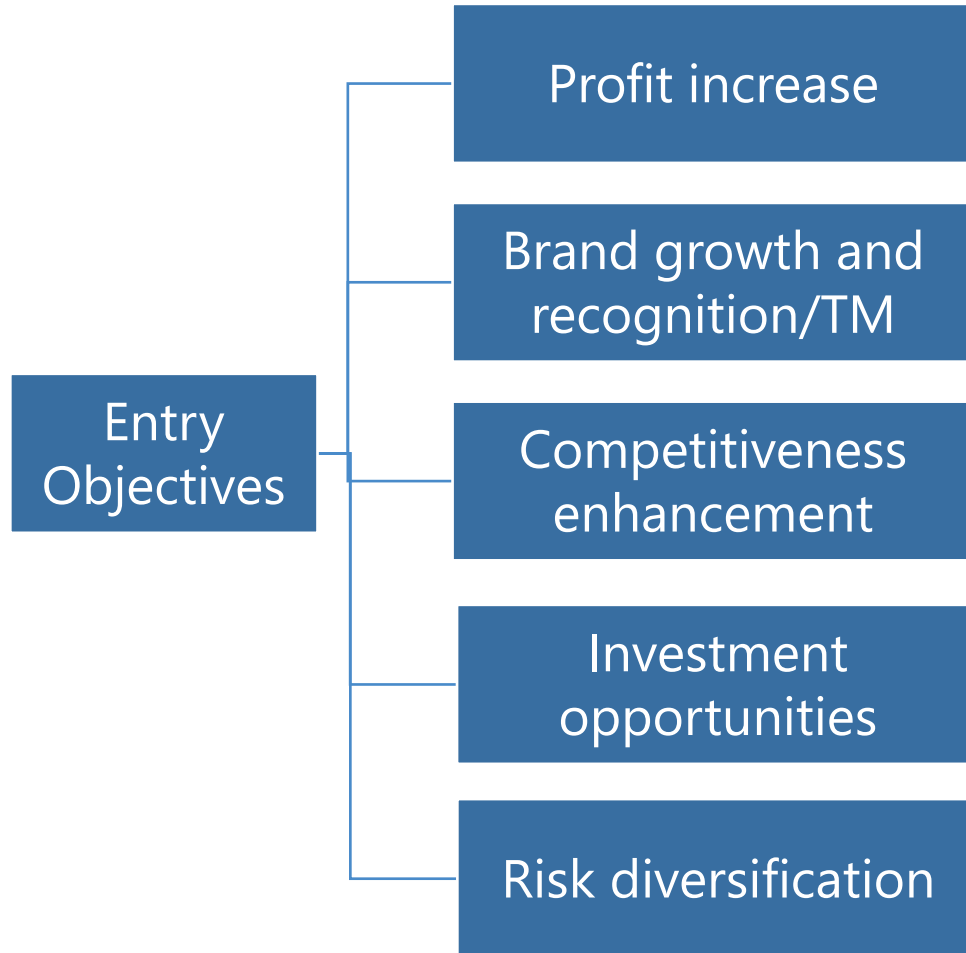 Profit increase
Brand growth and
recognition/TM
Entry
Objectives
Competitiveness
enhancement
Investment
opportunities
Risk diversification